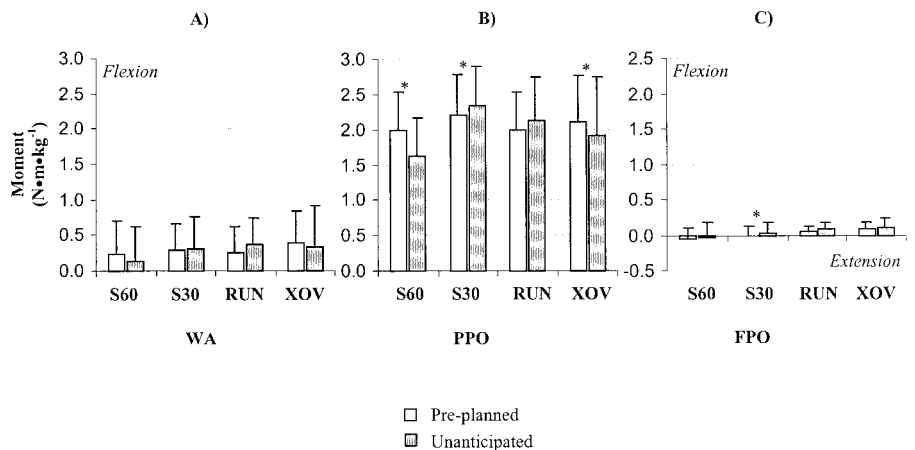 A) B) C)
Moment
(N•m•kg-1)
3.0
2.5
2.0
1.5
1.0
0.5
0.0
Flexion
S60 S30 RUN XOV
WA
3.0
2.5
2.0
1.5
1.0
0.5
0.0
* * *
S60 S30 RUN XOV
PPO
2.5
2.0
1.5
1.0
0.5
0.0
-0.5
Flexion
*
Extension
S60 S30 RUN XOV
FPO
Pre-planned
Unanticipated